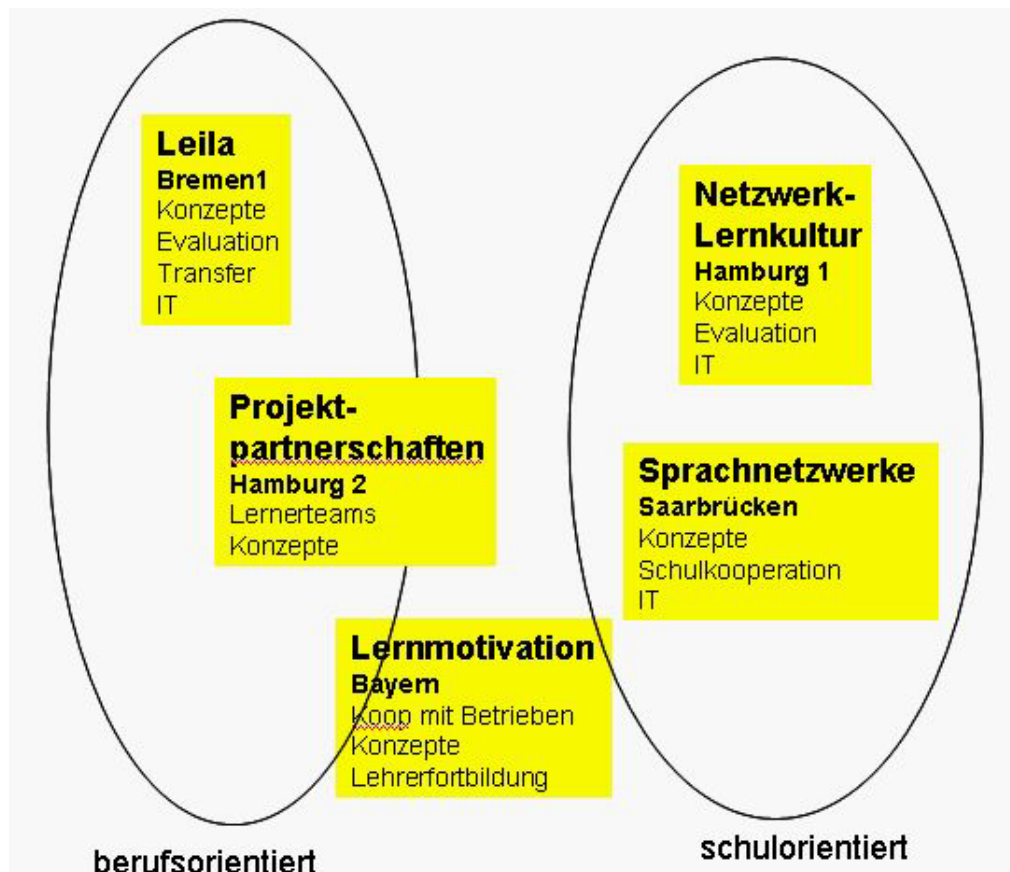 Leila
Bremen1
Konzepte
Evaluation
Transfer
IT
Projekt-
partnerschaften
Hamburg 2
Lernerteams
Konzepte
Lernmotivation
Bayern
Koop mit Betrieben
Konzepte
Lehrerfortbildung
berufsorientiert
Netzwerk-
Lernkultur
Hamburg 1
Konzepte
Evaluation
IT
Sprachnetzwerke
Saarbrücken
Konzepte
Schulkooperation
IT
schulorientiert